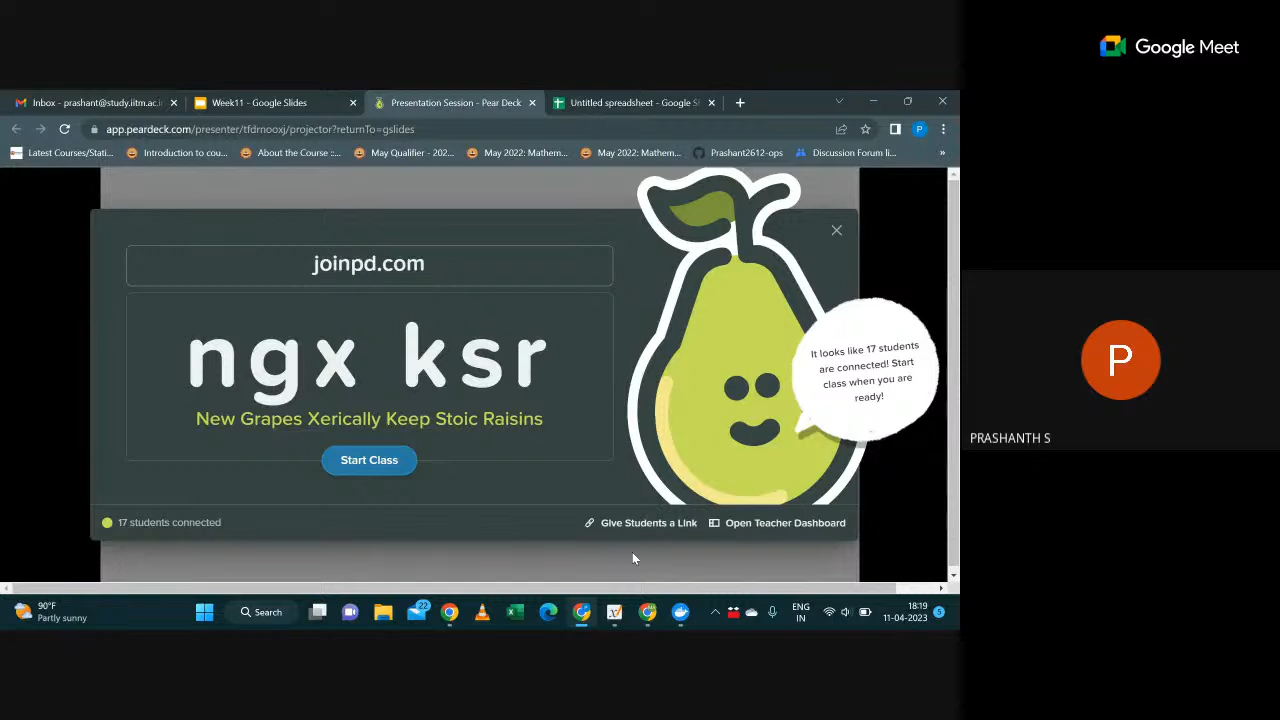 Google Meet
Inbox - prashant@study.iitm.ac.i
Week11 - Google Slides
Presentation Session - Pear Deck
Untitled spreadsheet - Google S
app.peardeck.com/presenter/tfdrnooxj/projector?returnTo=gslides
P
Latest Courses/Stati...
Introduction to cou...
About the Course ::...
May Qualifier - 202...
May 2022: Mathem...
May 2022: Mathem...
Prashant2612-ops
Discussion Forum li...
»
joinpd.com
ngx ksr
New Grapes Xerically Keep Stoic Raisins
Start Class
It looks like 17 students
are connected! Start
class when you are
ready!
17 students connected
Give Students a Link
Open Teacher Dashboard
P
PRASHANTH S
90°F
Partly sunny
Search
22
ENG
IN
18:19
11-04-2023
5